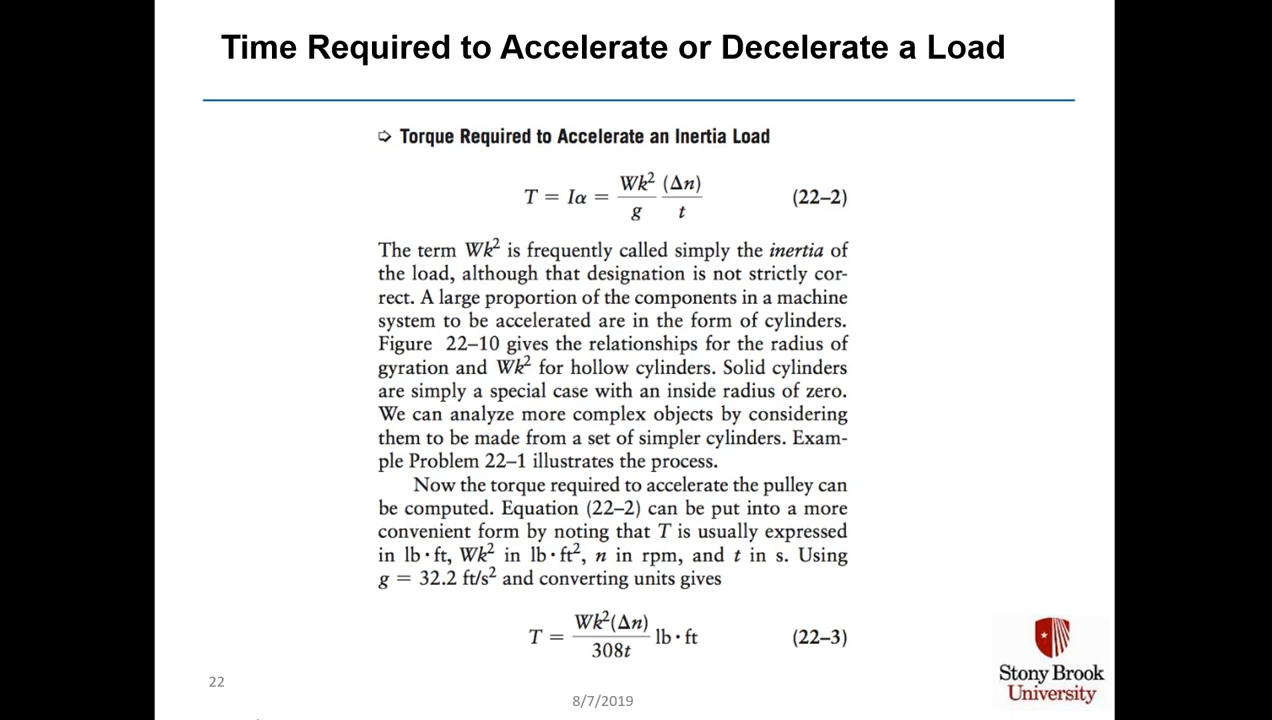 Time Required to Accelerate or Decelerate a Load
➩ Torque Required to Accelerate an Inertia Load
T = Iα = Wk²/g (Δn)/t (22–2)
The term Wk² is frequently called simply the inertia of
the load, although that designation is not strictly cor-
rect. A large proportion of the components in a machine
system to be accelerated are in the form of cylinders.
Figure 22–10 gives the relationships for the radius of
gyration and Wk² for hollow cylinders. Solid cylinders
are simply a special case with an inside radius of zero.
We can analyze more complex objects by considering
them to be made from a set of simpler cylinders. Exam-
ple Problem 22–1 illustrates the process.
Now the torque required to accelerate the pulley can
be computed. Equation (22–2) can be put into a more
convenient form by noting that T is usually expressed
in lb·ft, Wk² in lb·ft², n in rpm, and t in s. Using
g = 32.2 ft/s² and converting units gives
T = Wk²(Δn)/308t lb·ft (22–3)
Stony Brook
University
22
8/7/2019